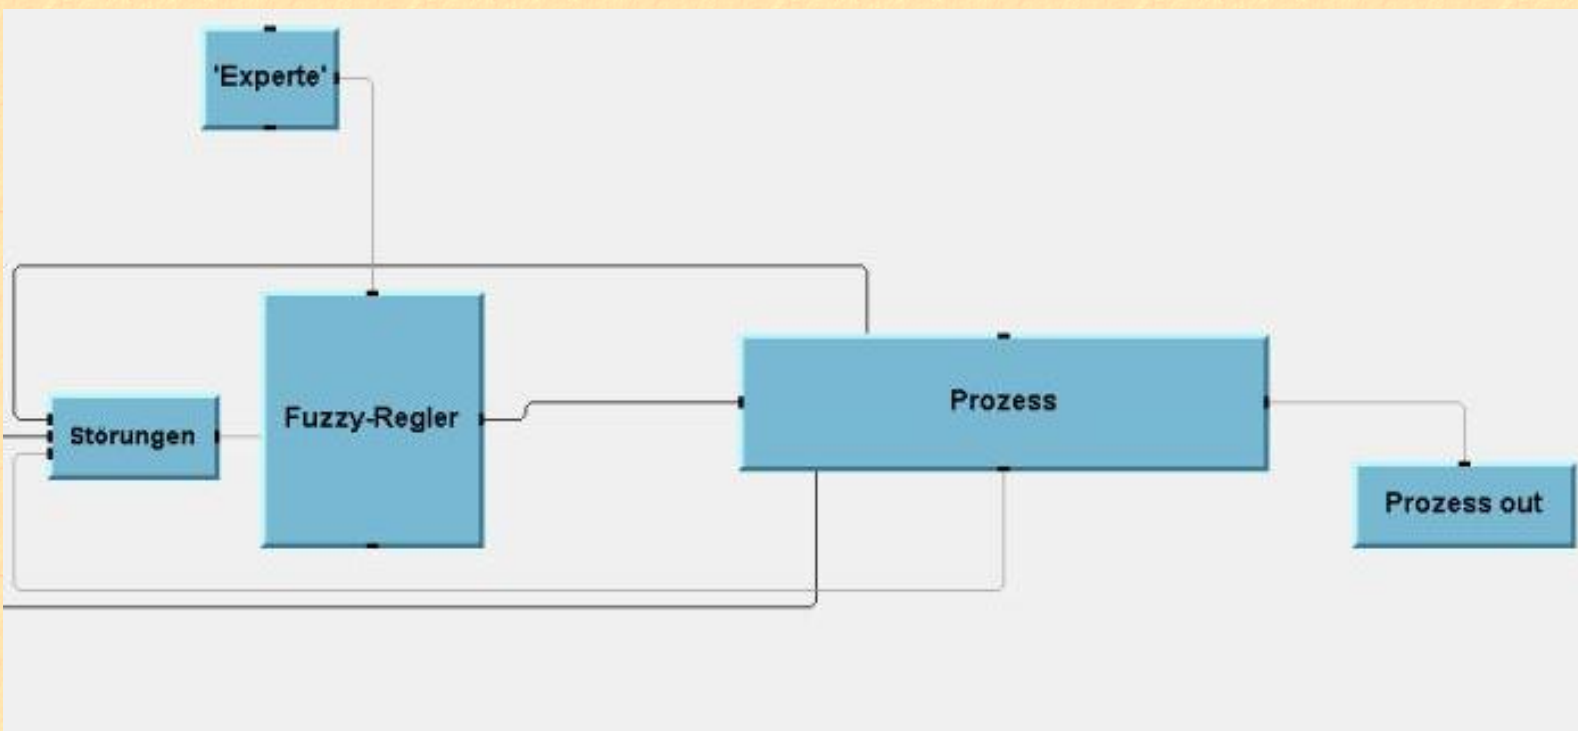 'Experte'
Störungen
Fuzzy-Regler
Prozess
Prozess out